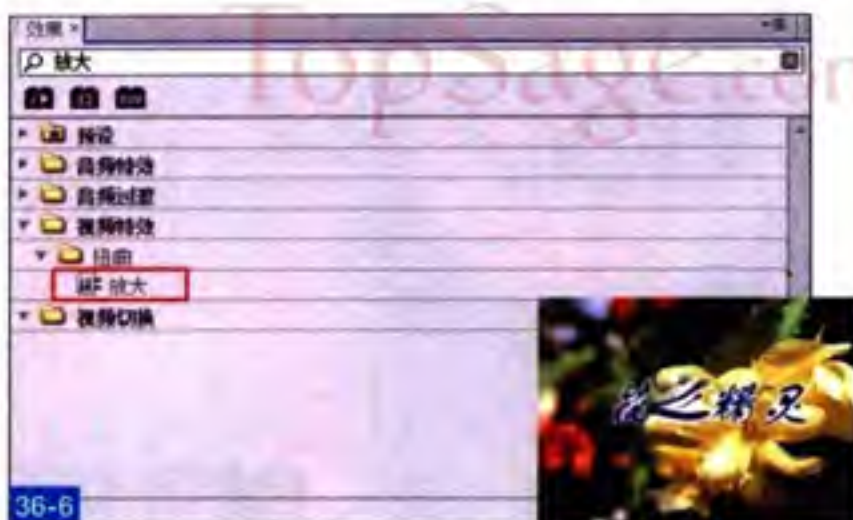 效果 ×
TopSage.com
放大
预设
音频特效
音频过渡
视频特效
扭曲
放大
视频切换
花之精灵
36-6